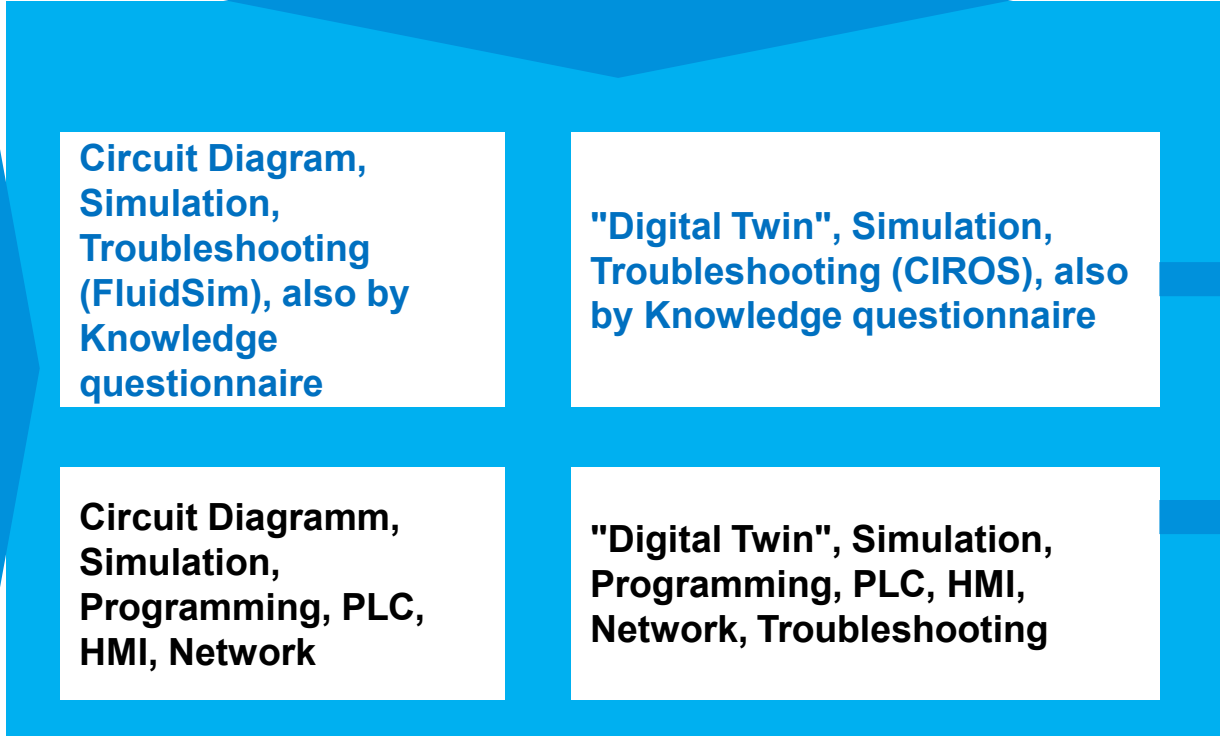 Circuit Diagram,
Simulation,
Troubleshooting
(FluidSim), also by
Knowledge
questionnaire
"Digital Twin", Simulation,
Troubleshooting (CIROS), also
by Knowledge questionnaire
Circuit Diagramm,
Simulation,
Programming, PLC,
HMI, Network
"Digital Twin", Simulation,
Programming, PLC, HMI,
Network, Troubleshooting